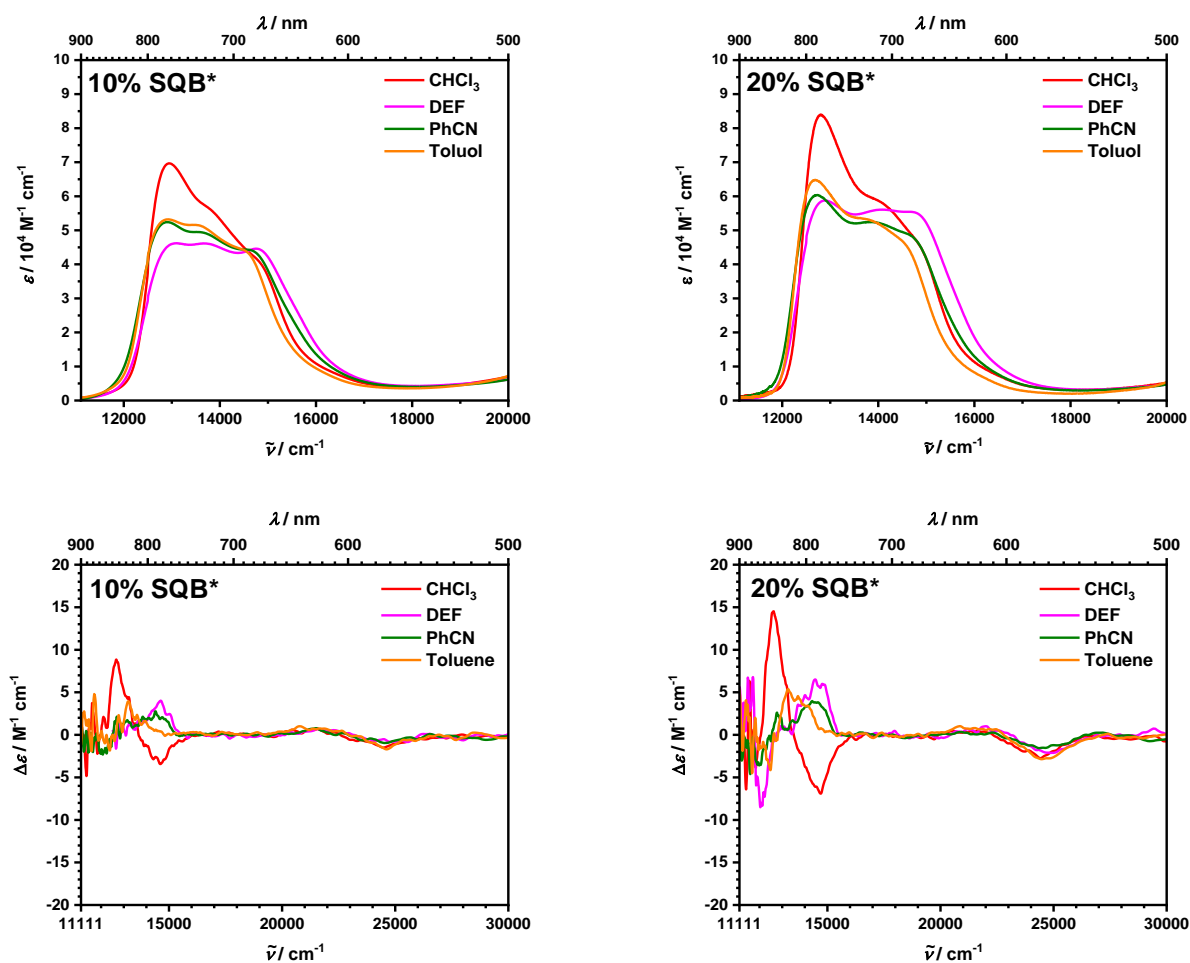 λ / nm
900 800 700 600 500
10% SQB*
CHCl₃
DEF
PhCN
Toluol
10
9
8
7
6
5
4
3
2
1
0
ε / 10⁴ M⁻¹ cm⁻¹
12000 14000 16000 18000 20000
ν̃ / cm⁻¹
λ / nm
900 800 700 600 500
20% SQB*
CHCl₃
DEF
PhCN
Toluol
10
9
8
7
6
5
4
3
2
1
0
ε / 10⁴ M⁻¹ cm⁻¹
12000 14000 16000 18000 20000
ν̃ / cm⁻¹
λ / nm
900 800 700 600 500
10% SQB*
CHCl₃
DEF
PhCN
Toluene
20
15
10
5
0
-5
-10
-15
-20
Δε / M⁻¹ cm⁻¹
11111 15000 20000 25000 30000
ν̃ / cm⁻¹
λ / nm
900 800 700 600 500
20% SQB*
CHCl₃
DEF
PhCN
Toluene
20
15
10
5
0
-5
-10
-15
-20
Δε / M⁻¹ cm⁻¹
11111 15000 20000 25000 30000
ν̃ / cm⁻¹